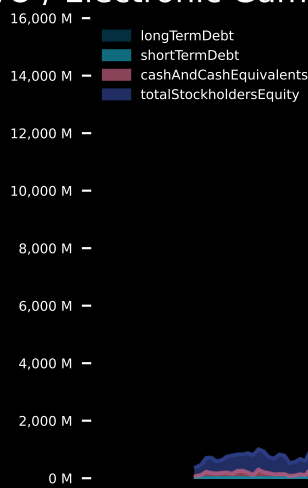 / Electronic
16,000 M
longTermDebt
shortTermDebt
14,000 M
cashAndCashEquivalents
totalStockholdersEquity
12,000 M
10,000 M
8,000 M
6,000 M
4,000 M
2,000 M
0 M